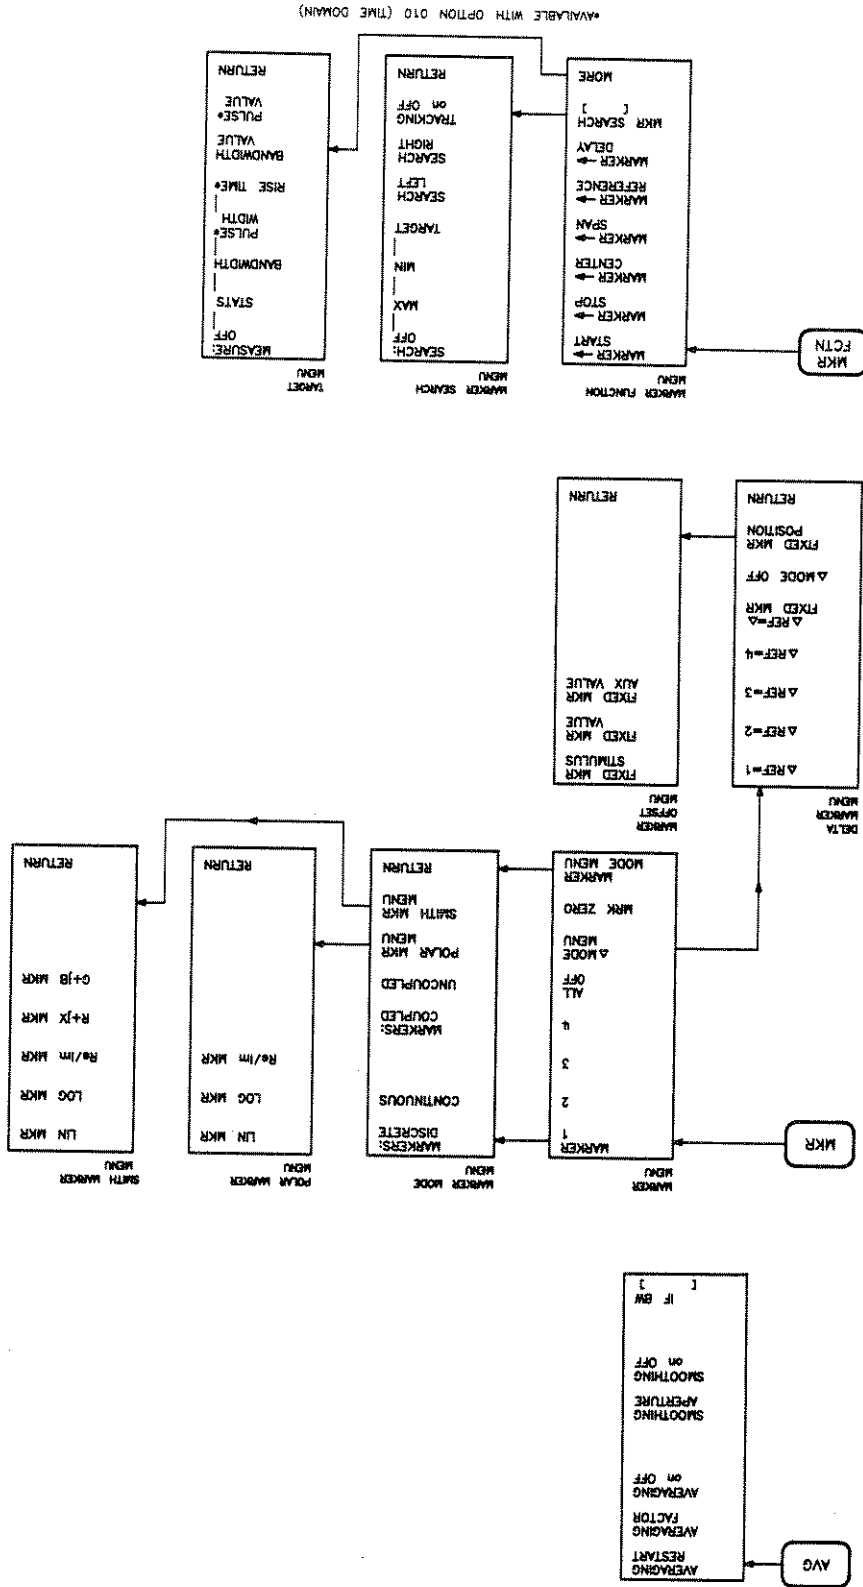 AVG
AVERAGING
RESTART
AVERAGING
FACTOR
AVERAGING
on OFF
SMOOTHING
APERTURE
SMOOTHING
on OFF
IF BW
[ ]
MKR
MARKER
MENU
MARKER
1
2
3
4
ALL
OFF
Δ MODE
MENU
MRK ZERO
MARKER
MODE MENU
MARKER MODE
MENU
MARKERS:
DISCRETE
CONTINUOUS
MARKERS:
COUPLED
UNCOUPLED
POLAR MKR
MENU
SMITH MKR
MENU
RETURN
POLAR MARKER
MENU
LIN MKR
LOG MKR
Re/Im MKR
RETURN
SMITH MARKER
MENU
LIN MKR
LOG MKR
Re/Im MKR
R+jX MKR
G+jB MKR
RETURN
DELTA
MARKER
MENU
Δ REF=1
Δ REF=2
Δ REF=3
Δ REF=4
Δ REF=Δ
FIXED MKR
Δ MODE OFF
FIXED MKR
POSITION
RETURN
MARKER
OFFSET
MENU
FIXED MKR
STIMULUS
FIXED MKR
VALUE
FIXED MKR
AUX VALUE
RETURN
MKR
FCTN
MARKER FUNCTION
MENU
MARKER →
START
MARKER →
STOP
MARKER →
CENTER
MARKER →
SPAN
MARKER →
REFERENCE
MARKER →
DELAY
MKR SEARCH
[ ]
MORE
MARKER SEARCH
MENU
SEARCH:
OFF
MAX
MIN
TARGET
SEARCH
LEFT
SEARCH
RIGHT
TRACKING
on OFF
RETURN
TARGET
MENU
MEASURE:
OFF
STATS
BANDWIDTH
PULSE*
WIDTH
RISE TIME*
BANDWIDTH
VALUE
PULSE*
VALUE
RETURN
*AVAILABLE WITH OPTION 010 (TIME DOMAIN)